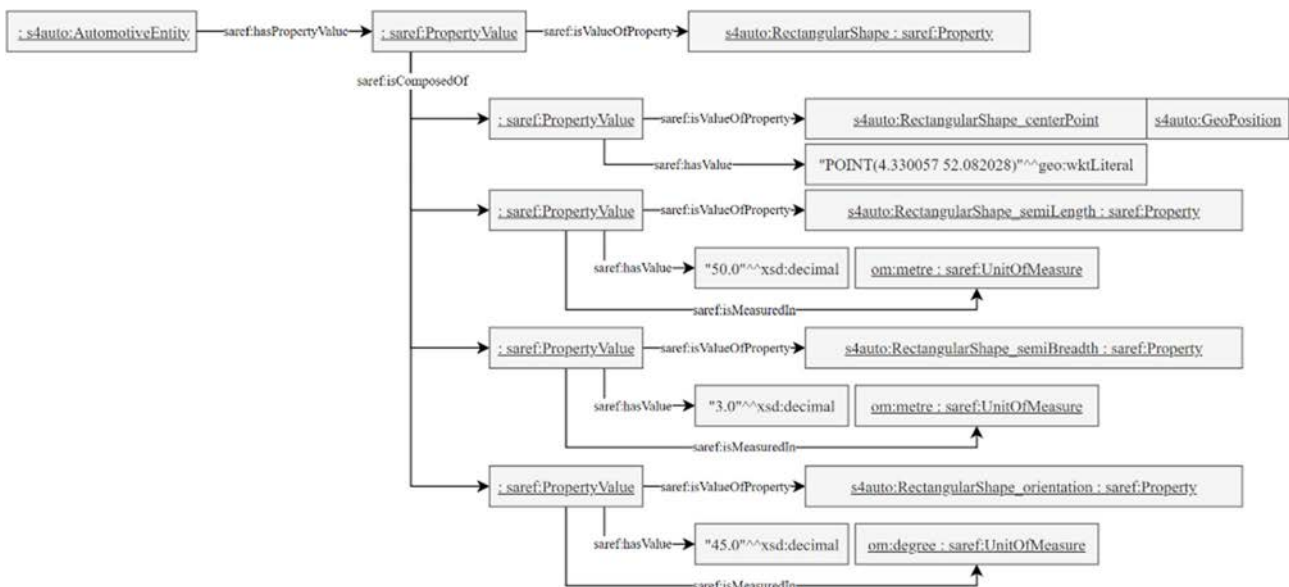 : s4auto:AutomotiveEntity saref:hasPropertyValue : saref:PropertyValue saref:isValueOfProperty s4auto:RectangularShape : saref:Property
saref:isComposedOf
: saref:PropertyValue saref:isValueOfProperty s4auto:RectangularShape_centerPoint s4auto:GeoPosition
saref:hasValue "POINT(4.330057 52.082028)"^^geo:wktLiteral
: saref:PropertyValue saref:isValueOfProperty s4auto:RectangularShape_semiLength : saref:Property
saref:hasValue "50.0"^^xsd:decimal om:metre : saref:UnitOfMeasure
saref:isMeasuredIn
: saref:PropertyValue saref:isValueOfProperty s4auto:RectangularShape_semiBreadth : saref:Property
saref:hasValue "3.0"^^xsd:decimal om:metre : saref:UnitOfMeasure
saref:isMeasuredIn
: saref:PropertyValue saref:isValueOfProperty s4auto:RectangularShape_orientation : saref:Property
saref:hasValue "45.0"^^xsd:decimal om:degree : saref:UnitOfMeasure
saref:isMeasuredIn